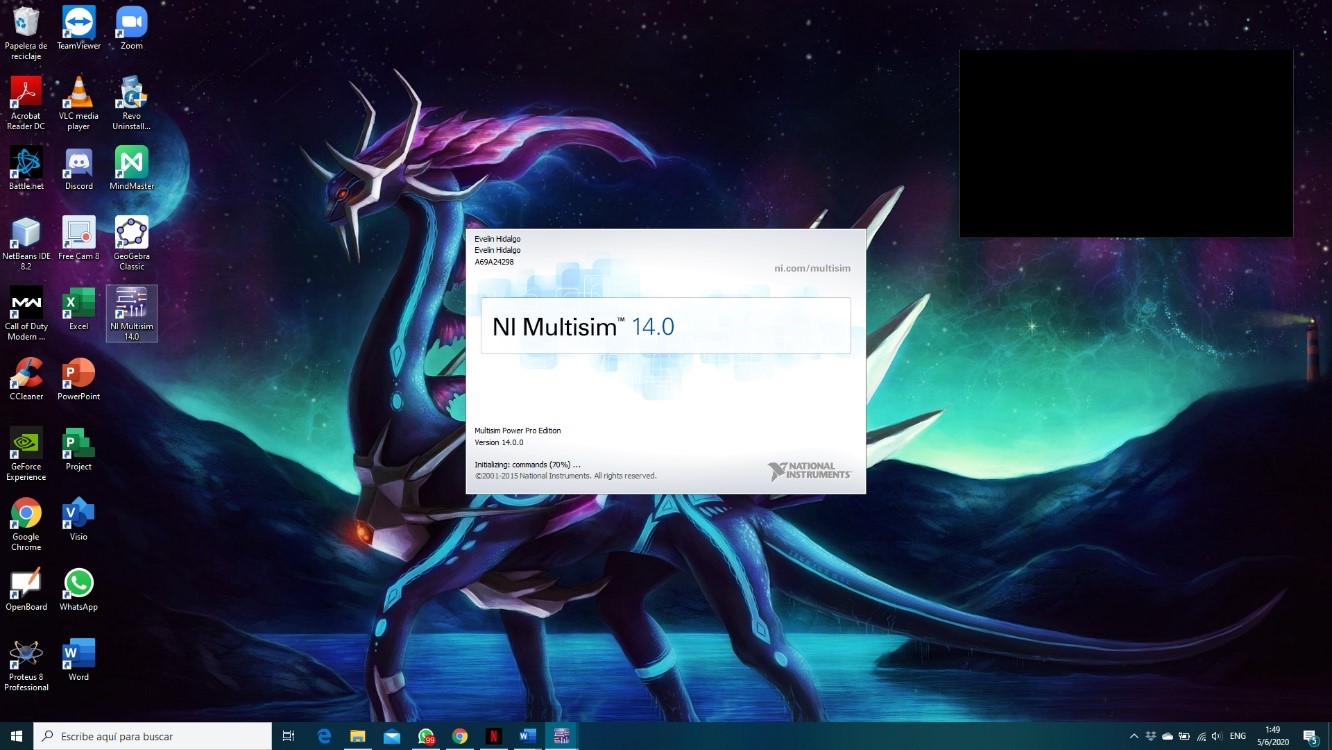 Papelera de
reciclaje
TeamViewer
Zoom
Acrobat
Reader DC
VLC media
player
Revo
Uninstall...
Battle.net
Discord
MindMaster
NetBeans IDE
8.2
Free Cam 8
GeoGebra
Classic
Call of Duty
Modern ...
Excel
NI Multisim
14.0
CCleaner
PowerPoint
GeForce
Experience
Project
Google
Chrome
Visio
OpenBoard
WhatsApp
Proteus 8
Professional
Word
Evelin Hidalgo
Evelin Hidalgo
A69A24298
ni.com/multisim
NI Multisim™ 14.0
Multisim Power Pro Edition
Version 14.0.0
Initializing: commands (70%) ...
©2001-2015 National Instruments. All rights reserved.
NATIONAL
INSTRUMENTS
Escribe aquí para buscar
99
ENG
1:49
5/6/2020
5